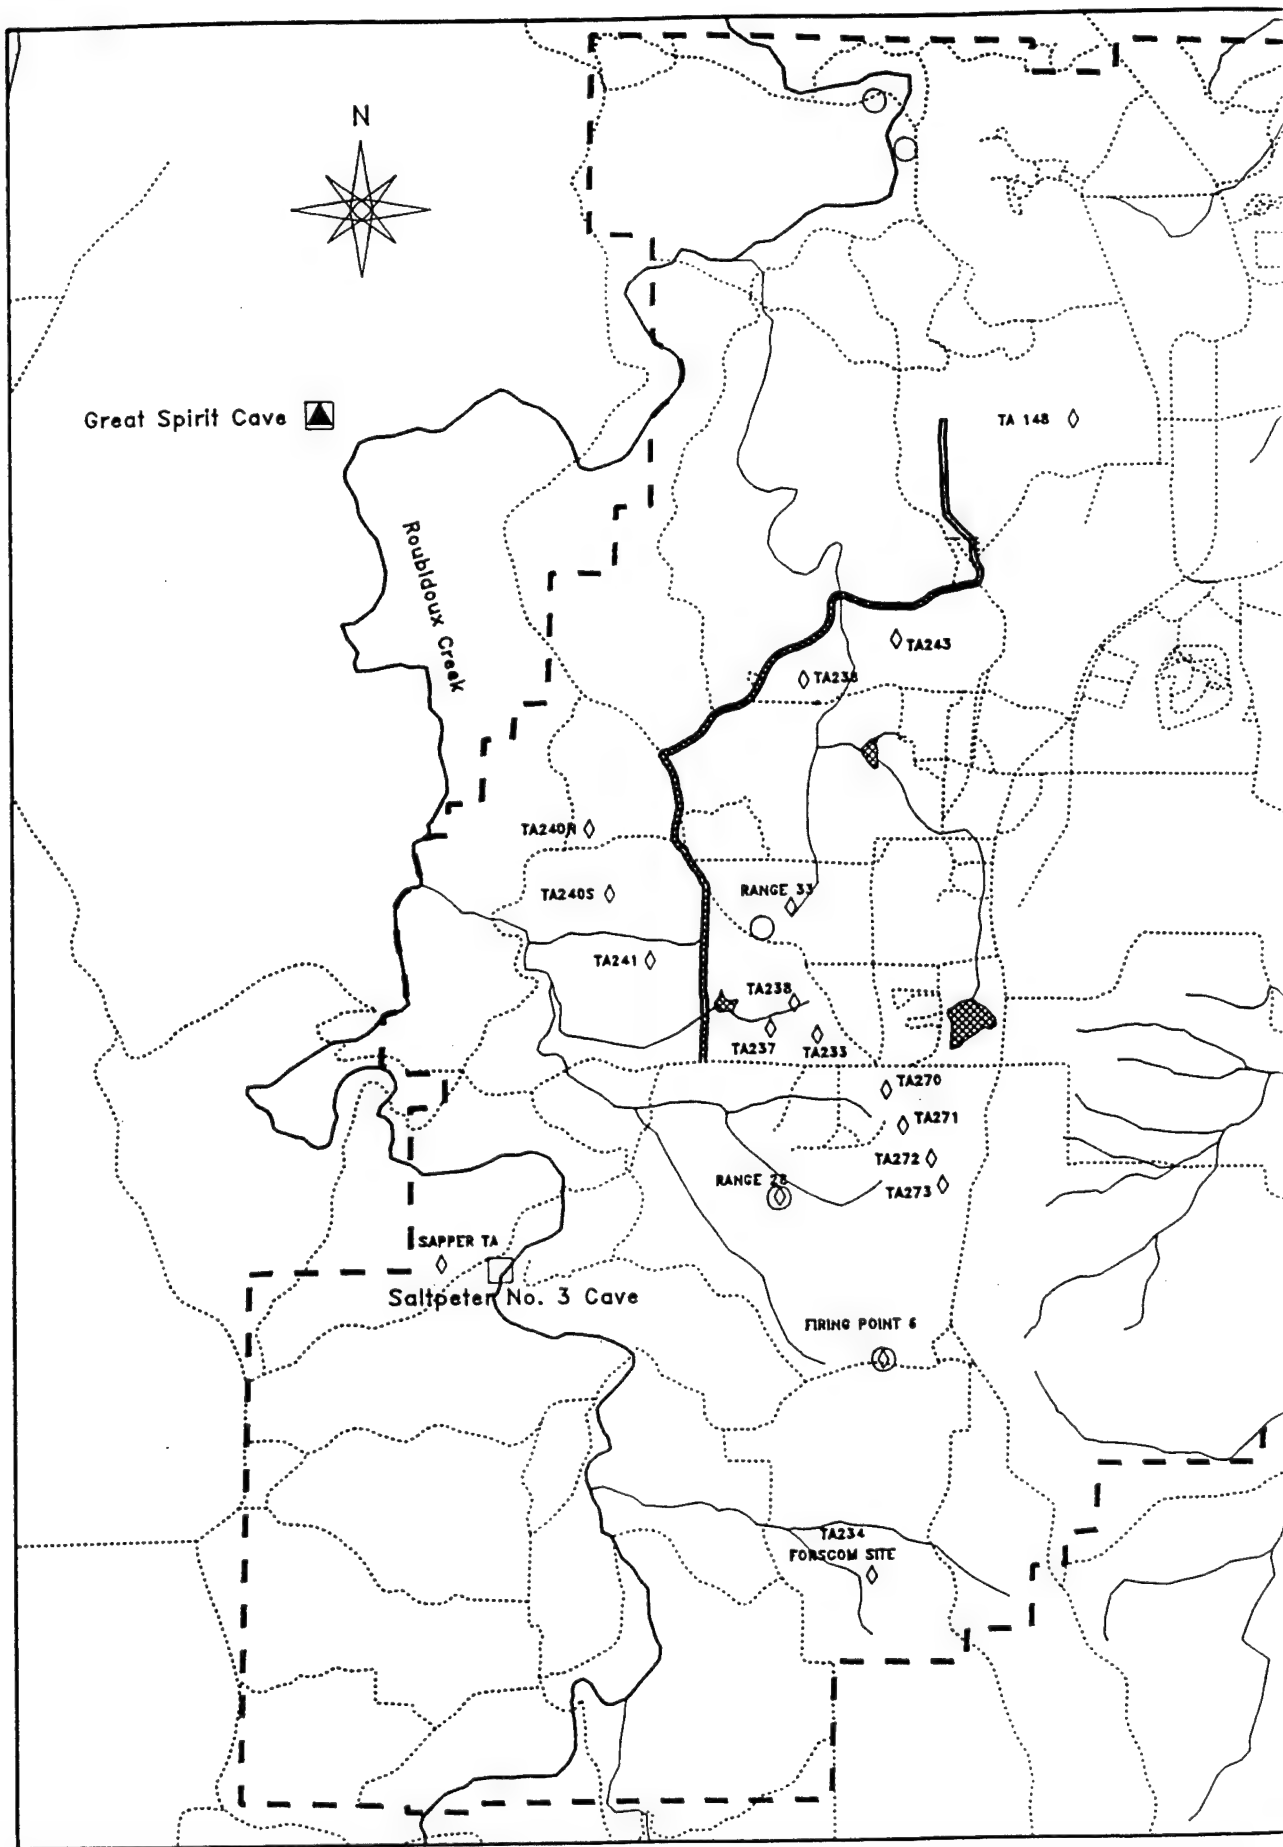 N
Great Spirit Cave
TA 148
Roubidoux Creek
TA243
TA238
TA240N
TA240S
RANGE 33
TA241
TA238
TA237
TA233
TA270
TA271
TA272
TA273
RANGE 28
SAPPER TA
Saltpeter No. 3 Cave
FIRING POINT 6
TA234
FORSCOM SITE